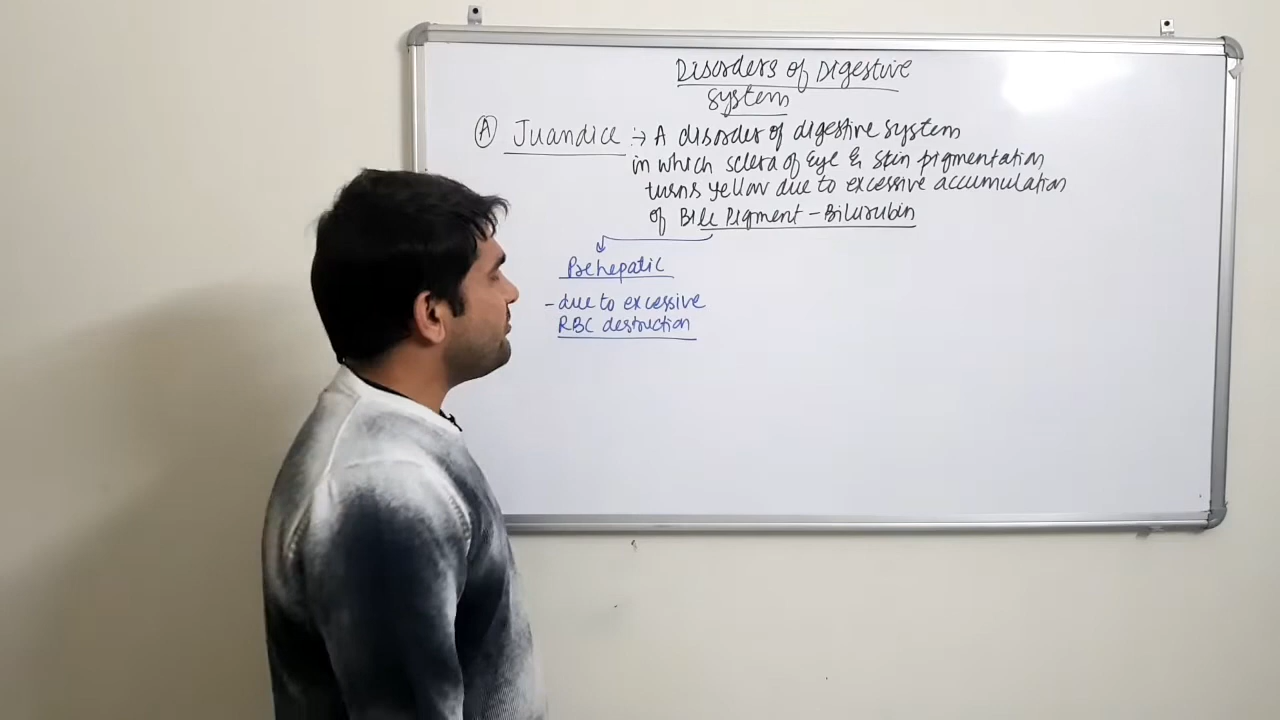 Disorders of Digestive
System
Ⓐ Juandice :→ A disorder of digestive system
in which sclera of Eye & Skin pigmentation
turns yellow due to excessive accumulation
of Bile Pigment - Bilurubin
Prehepatic
- due to excessive
RBC destruction